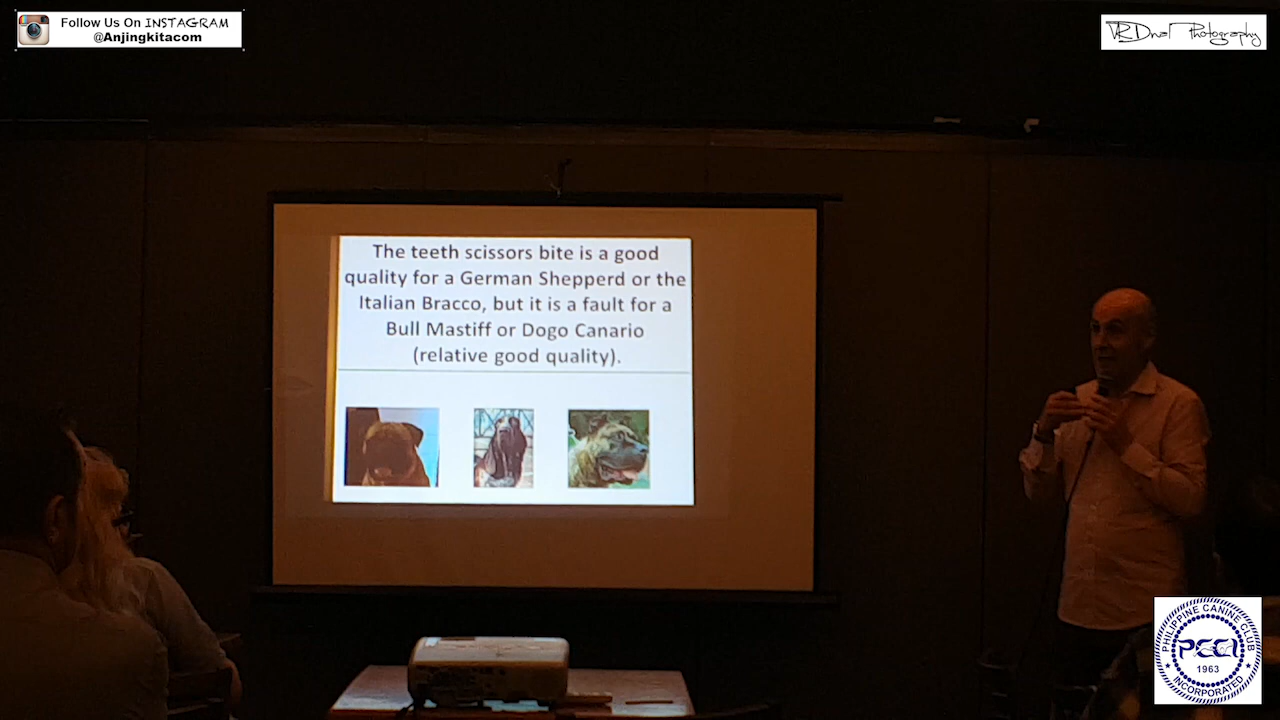 Follow Us On INSTAGRAM
@Anjingkitacom
VRDnal Photography
The teeth scissors bite is a good
quality for a German Shepperd or the
Italian Bracco, but it is a fault for a
Bull Mastiff or Dogo Canario
(relative good quality).
PHILIPPINE CANINE CLUB
PCCI
1963
INCORPORATED